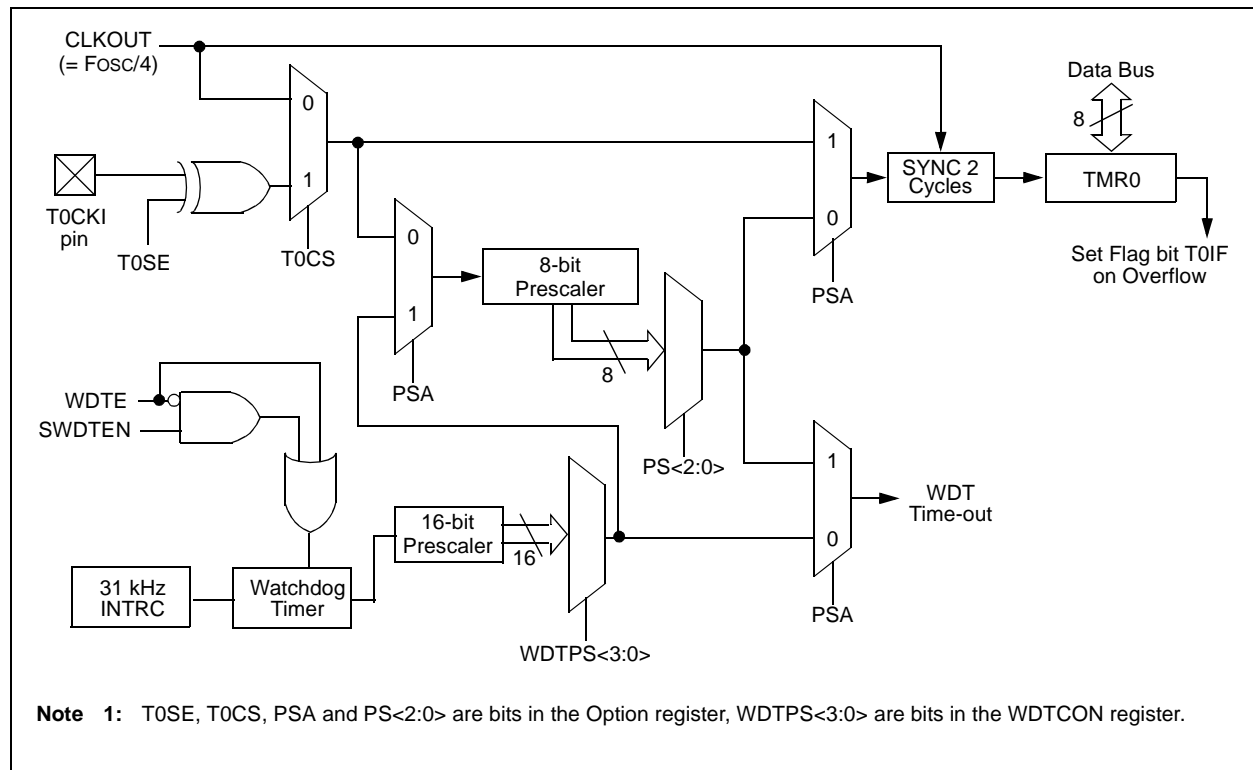 CLKOUT
(= FOSC/4)
0
1
T0CKI
pin
T0SE
T0CS
0
1
PSA
8-bit
Prescaler
8
PS<2:0>
1
0
PSA
SYNC 2
Cycles
Data Bus
8
TMR0
Set Flag bit T0IF
on Overflow
WDTE
SWDTEN
31 kHz
INTRC
Watchdog
Timer
16-bit
Prescaler
16
WDTPS<3:0>
1
0
PSA
WDT
Time-out
Note 1: T0SE, T0CS, PSA and PS<2:0> are bits in the Option register, WDTPS<3:0> are bits in the WDTCON register.